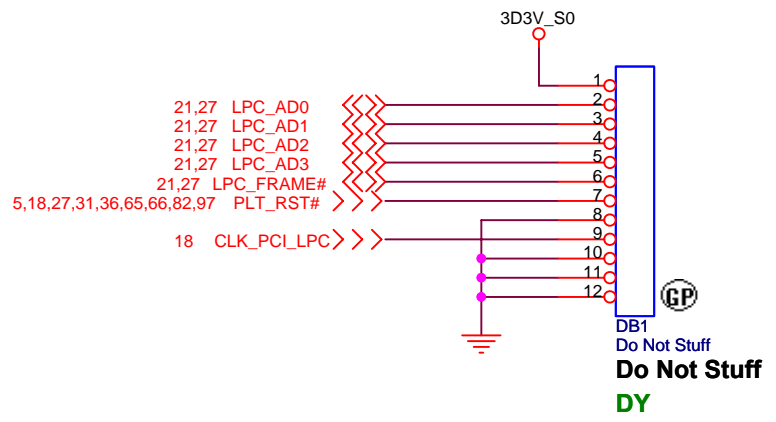 3D3V_S0
1
21,27 LPC_AD0 2
21,27 LPC_AD1 3
21,27 LPC_AD2 4
21,27 LPC_AD3 5
21,27 LPC_FRAME# 6
5,18,27,31,36,65,66,82,97 PLT_RST# 7
8
18 CLK_PCI_LPC 9
10
11
12
GP
DB1
Do Not Stuff
Do Not Stuff
DY